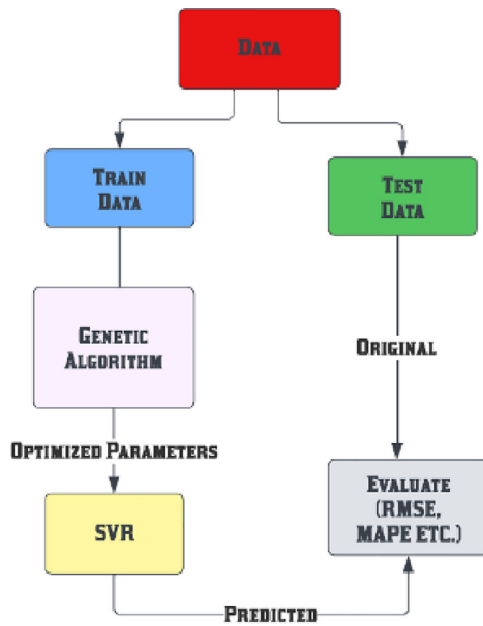 DATA
TRAIN
DATA
TEST
DATA
GENETIC
ALGORITHM
ORIGINAL
OPTIMIZED PARAMETERS
SVR
EVALUATE
(RMSE,
MAPE ETC.)
PREDICTED